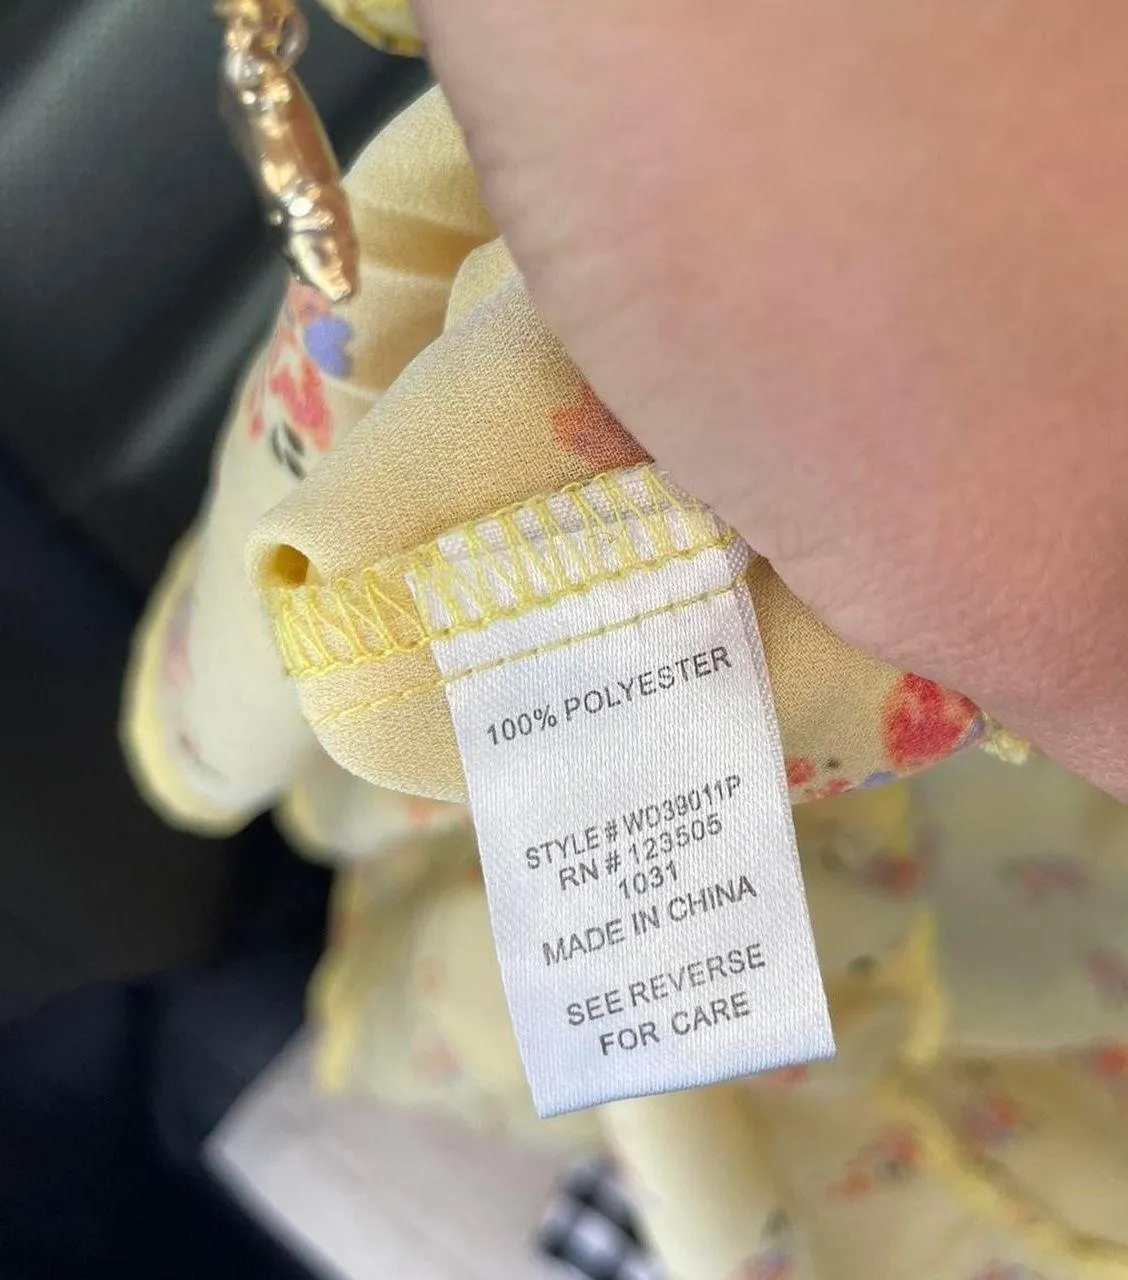 100% POLYESTER
STYLE # WD39011P
RN # 123505
1031
MADE IN CHINA
SEE REVERSE
FOR CARE